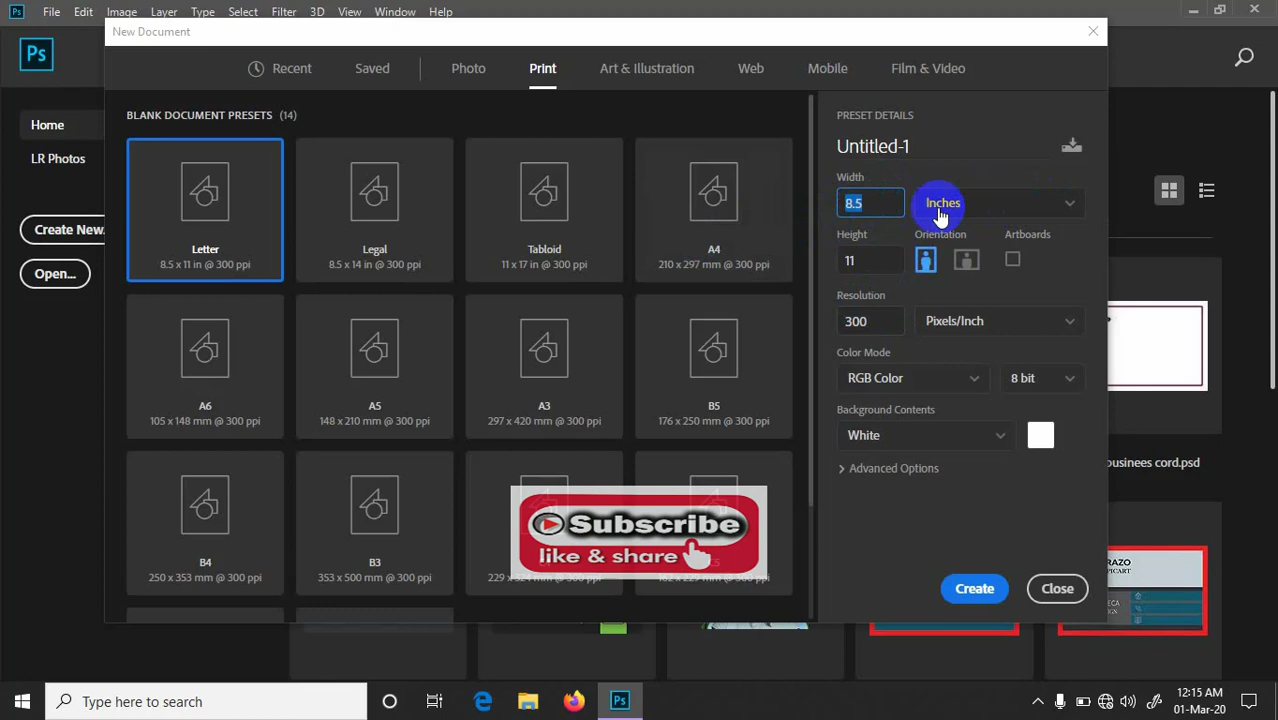 Ps File Edit Image Layer Type Select Filter 3D View Window Help
New Document
Ps
Recent Saved Photo Print Art & Illustration Web Mobile Film & Video
Home
LR Photos
Create New.
Open...
BLANK DOCUMENT PRESETS (14)
Letter
8.5 x 11 in @ 300 ppi
Legal
8.5 x 14 in @ 300 ppi
Tabloid
11 x 17 in @ 300 ppi
A4
210 x 297 mm @ 300 ppi
A6
105 x 148 mm @ 300 ppi
A5
148 x 210 mm @ 300 ppi
A3
297 x 420 mm @ 300 ppi
B5
176 x 250 mm @ 300 ppi
B4
250 x 353 mm @ 300 ppi
B3
353 x 500 mm @ 300 ppi
Subscribe
like & share
PRESET DETAILS
Untitled-1
Width
8.5 Inches
Height Orientation Artboards
11
Resolution
300 Pixels/Inch
Color Mode
RGB Color 8 bit
Background Contents
White
Advanced Options
Create Close
businees cord.psd
Type here to search
12:15 AM
01-Mar-20